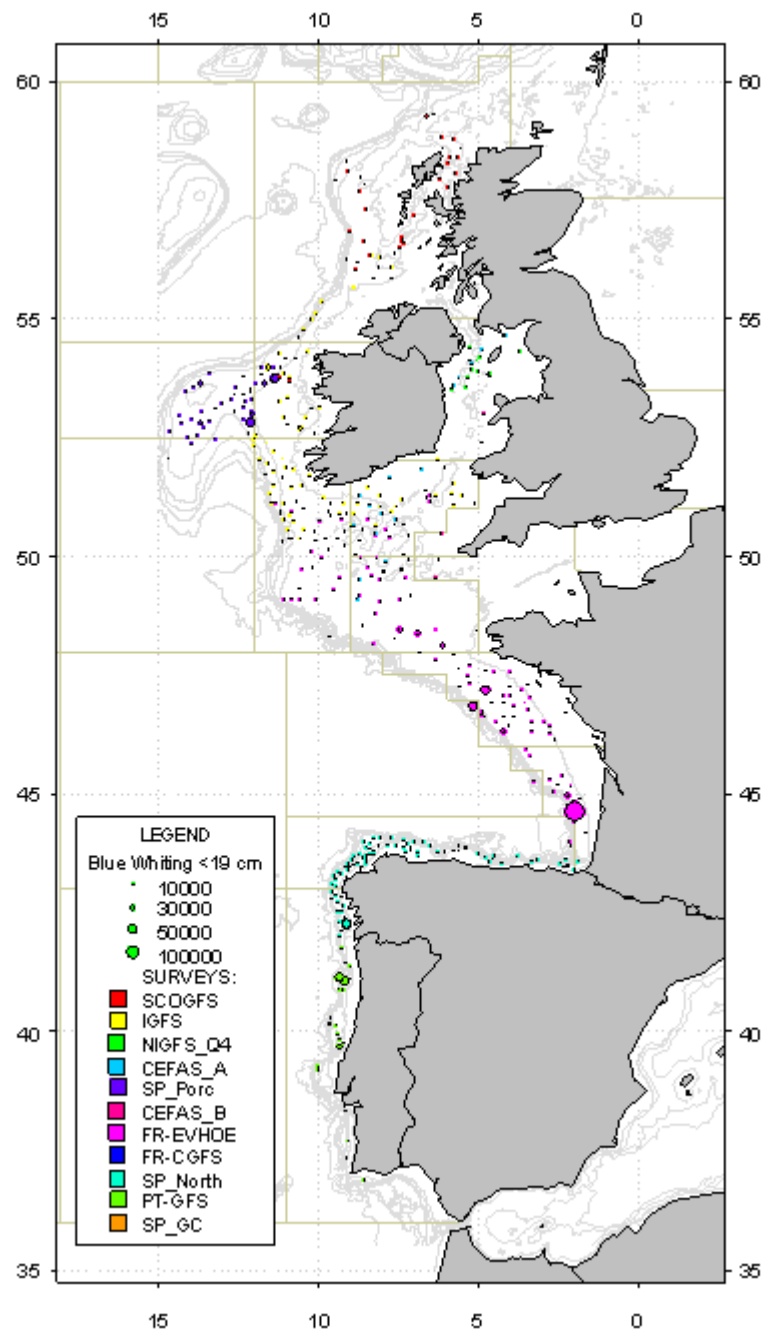 15 10 5 0
60 60
55 55
50 50
45 45
LEGEND
Blue Whiting <19 cm
10000
30000
50000
100000
SURVEYS:
SCOGFS
IGFS
NIGFS_Q4
CEFAS_A
SP_Porc
CEFAS_B
FR-EVHOE
FR-CGFS
SP_North
PT-GFS
SP_GC
40 40
35 35
15 10 5 0